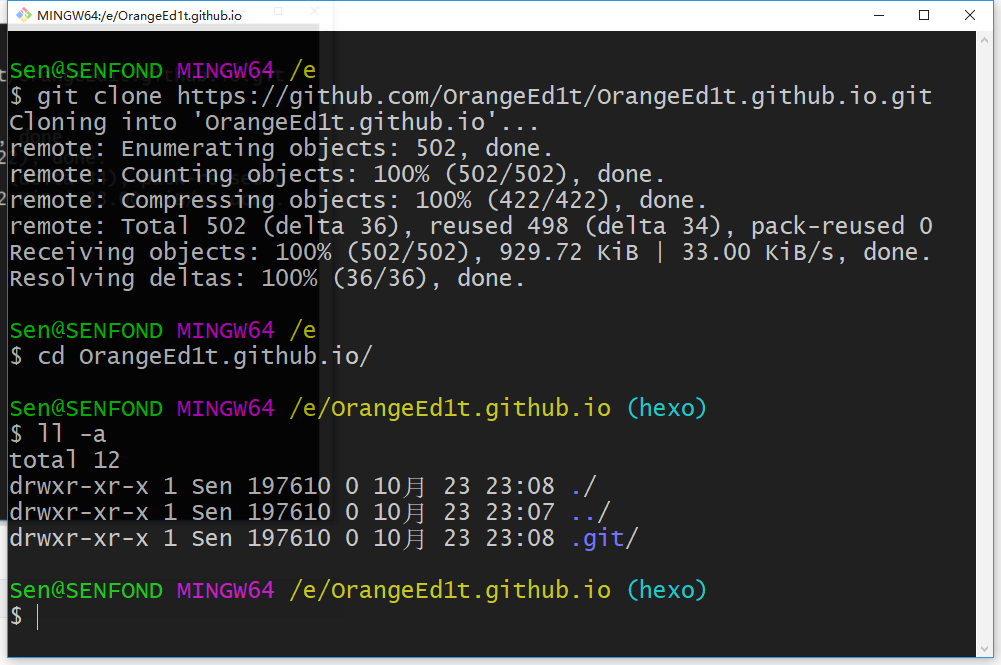 MINGW64:/e/OrangeEd1t.github.io
Sen@SENFOND MINGW64 /e
$ git clone https://github.com/OrangeEd1t/OrangeEd1t.github.io.git
Cloning into 'OrangeEd1t.github.io'...
remote: Enumerating objects: 502, done.
remote: Counting objects: 100% (502/502), done.
remote: Compressing objects: 100% (422/422), done.
remote: Total 502 (delta 36), reused 498 (delta 34), pack-reused 0
Receiving objects: 100% (502/502), 929.72 KiB | 33.00 KiB/s, done.
Resolving deltas: 100% (36/36), done.
Sen@SENFOND MINGW64 /e
$ cd OrangeEd1t.github.io/
Sen@SENFOND MINGW64 /e/OrangeEd1t.github.io (hexo)
$ ll -a
total 12
drwxr-xr-x 1 Sen 197610 0 10月 23 23:08 ./
drwxr-xr-x 1 Sen 197610 0 10月 23 23:07 ../
drwxr-xr-x 1 Sen 197610 0 10月 23 23:08 .git/
Sen@SENFOND MINGW64 /e/OrangeEd1t.github.io (hexo)
$